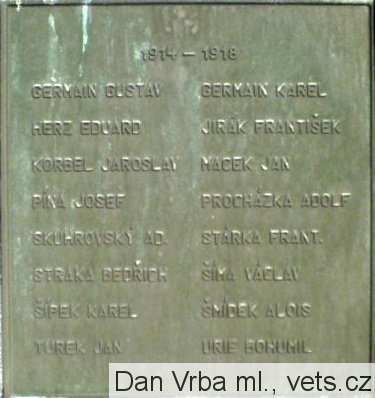 1914 – 1918
GERMAIN GUSTAV
HERZ EDUARD
KORBEL JAROSLAV
PÍNA JOSEF
SKUHROVSKÝ AD.
STRAKA BEDŘICH
ŠÍPEK KAREL
TUREK JAN
GERMAIN KAREL
JIRÁK FRANTIŠEK
MACEK JAN
PROCHÁZKA ADOLF
STÁRKA FRANT.
ŠÍMA VÁCLAV
ŠMÍDEK ALOIS
URIE BOHUMIL
Dan Vrba ml., vets.cz